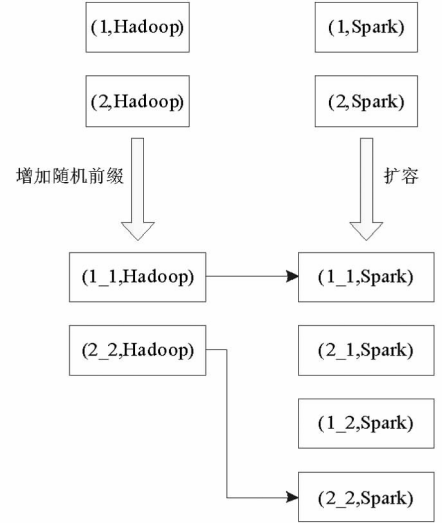 (1,Hadoop)
(1,Spark)
(2,Hadoop)
(2,Spark)
增加随机前缀
扩容
(1_1,Hadoop)
(1_1,Spark)
(2_2,Hadoop)
(2_1,Spark)
(1_2,Spark)
(2_2,Spark)